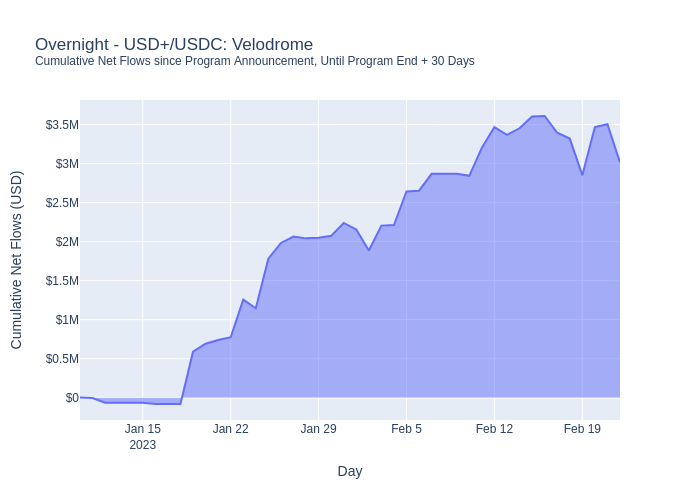 Overnight - USD+/USDC: Velodrome
Cumulative Net Flows since Program Announcement, Until Program End + 30 Days
Cumulative Net Flows (USD)
$3.5M
$3M
$2.5M
$2M
$1.5M
$1M
$0.5M
$0
Jan 15 Jan 22 Jan 29 Feb 5 Feb 12 Feb 19
2023
Day